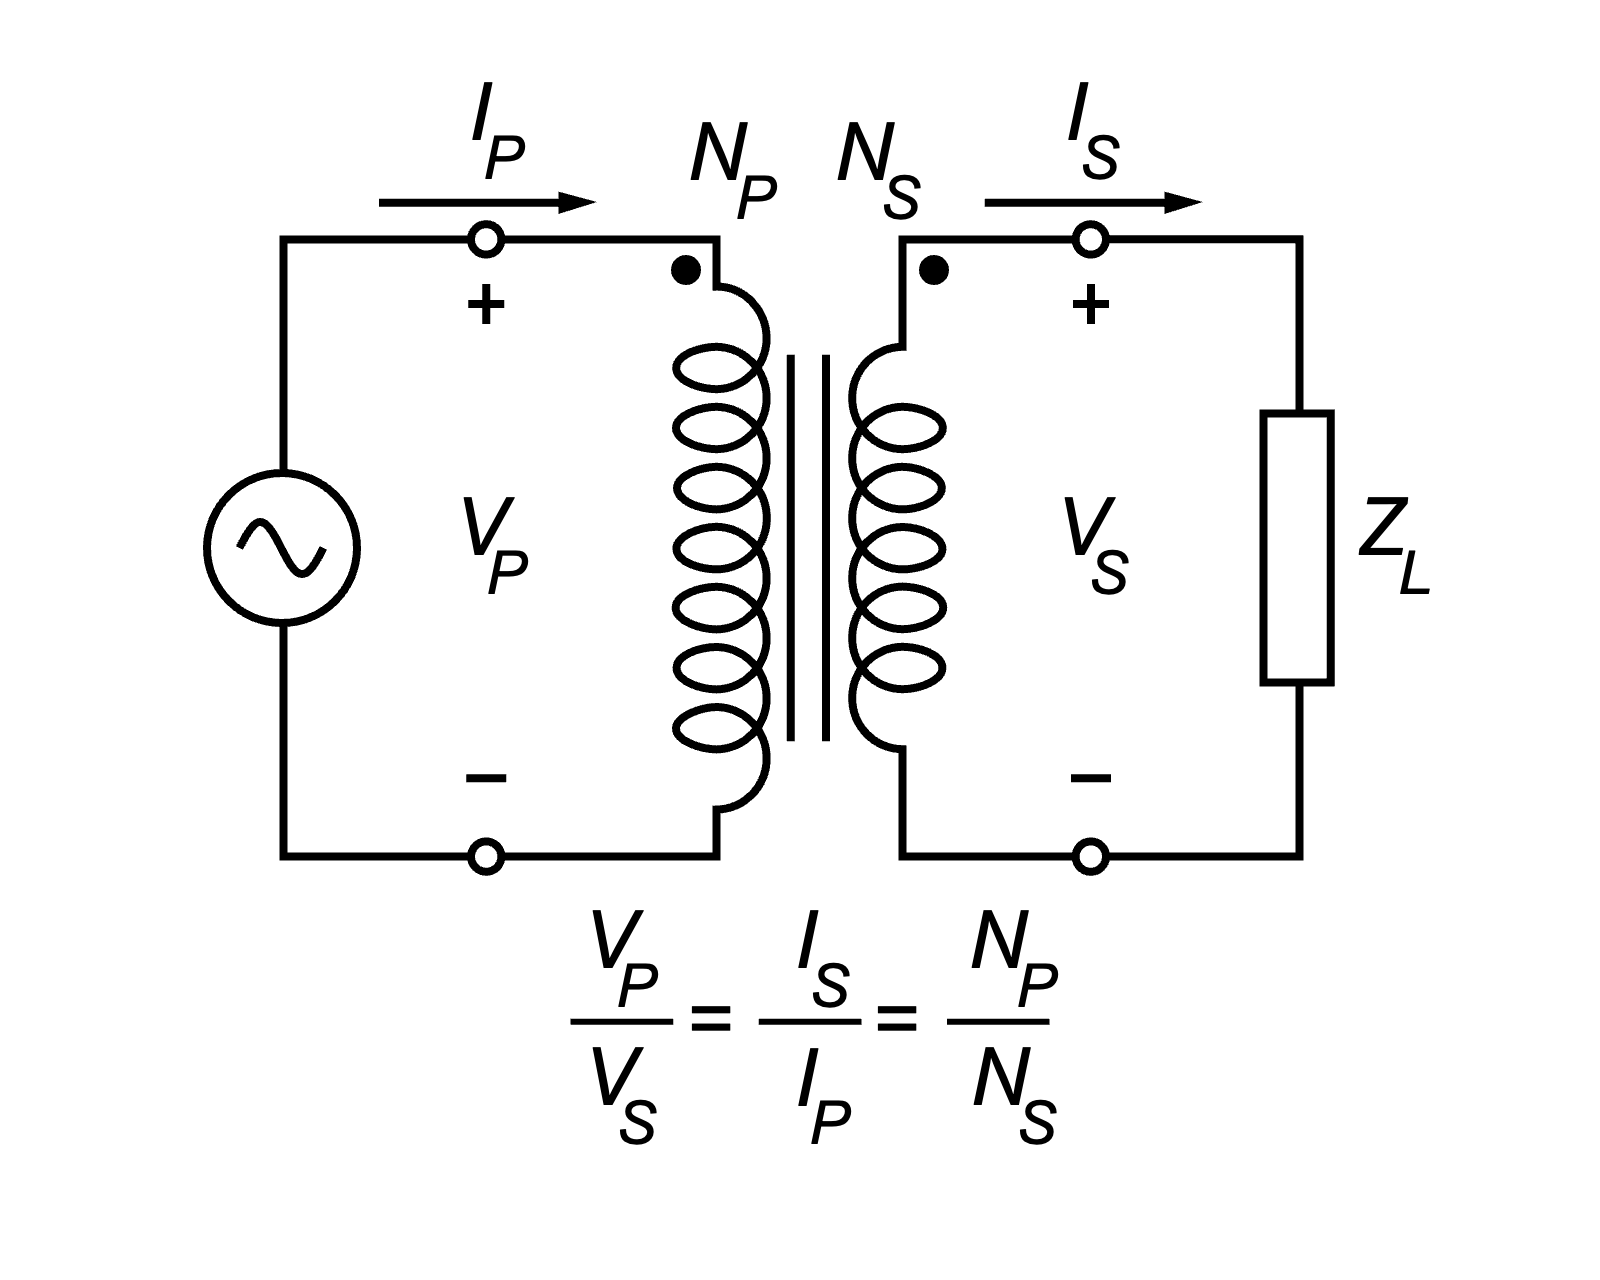 I_P N_P N_S I_S
+ +
V_P V_S Z_L
− −
V_P/V_S = I_S/I_P = N_P/N_S